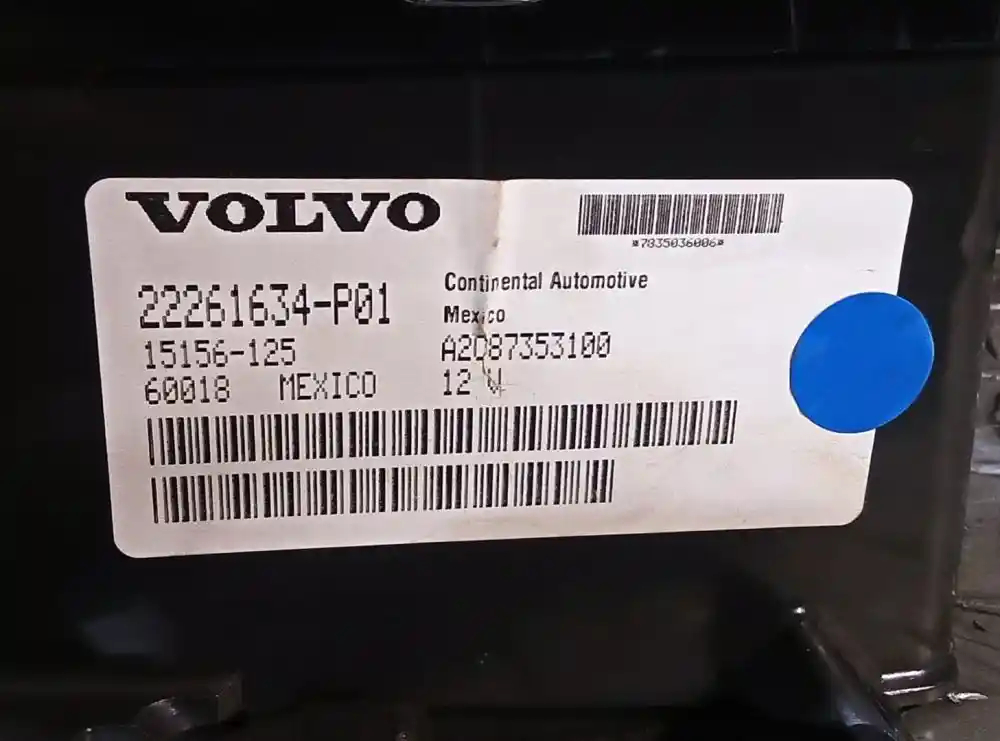 VOLVO
*7835036006*
22261634-P01
15156-125
60018 MEXICO
Continental Automotive
Mexico
A2C87353100
12 V